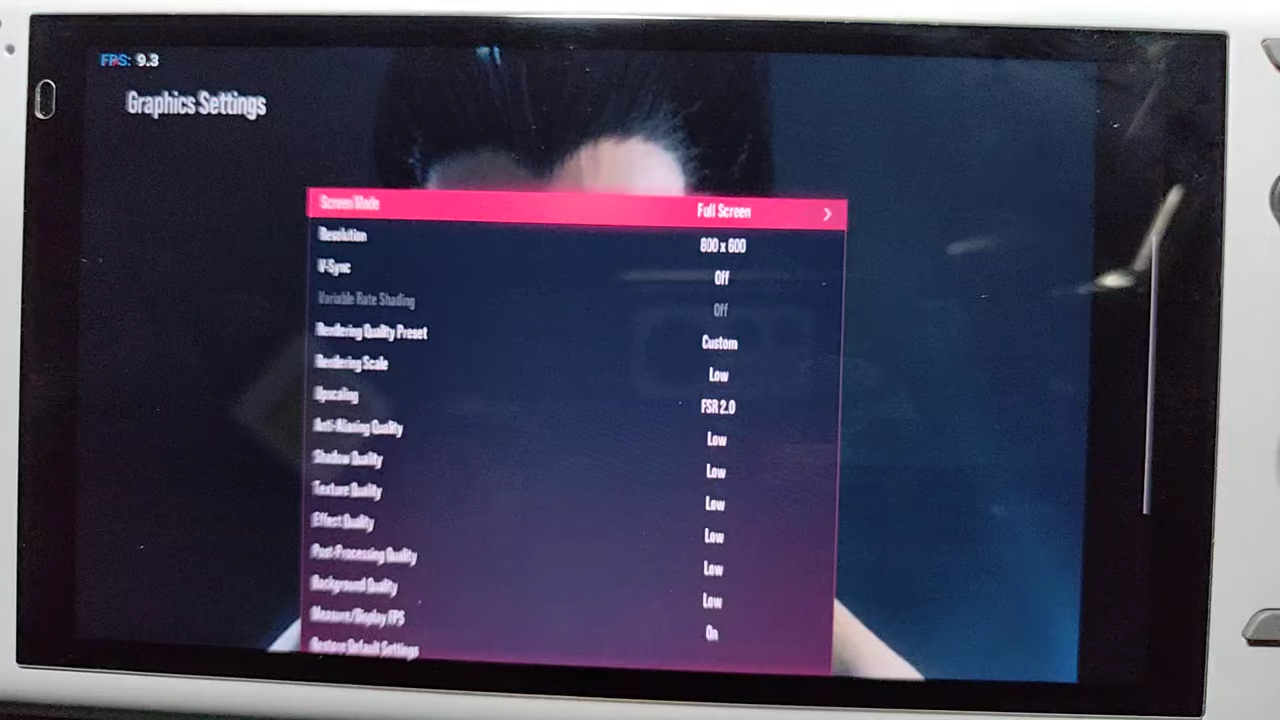 FPS: 9.3
Graphics Settings
Screen Mode Full Screen
Resolution 800 x 600
V-Sync Off
Variable Rate Shading Off
Rendering Quality Preset Custom
Rendering Scale Low
Upscaling FSR 2.0
Anti-Aliasing Quality Low
Shadow Quality Low
Texture Quality Low
Effect Quality Low
Post-Processing Quality Low
Background Quality Low
Measure/Display FPS On
Restore Default Settings